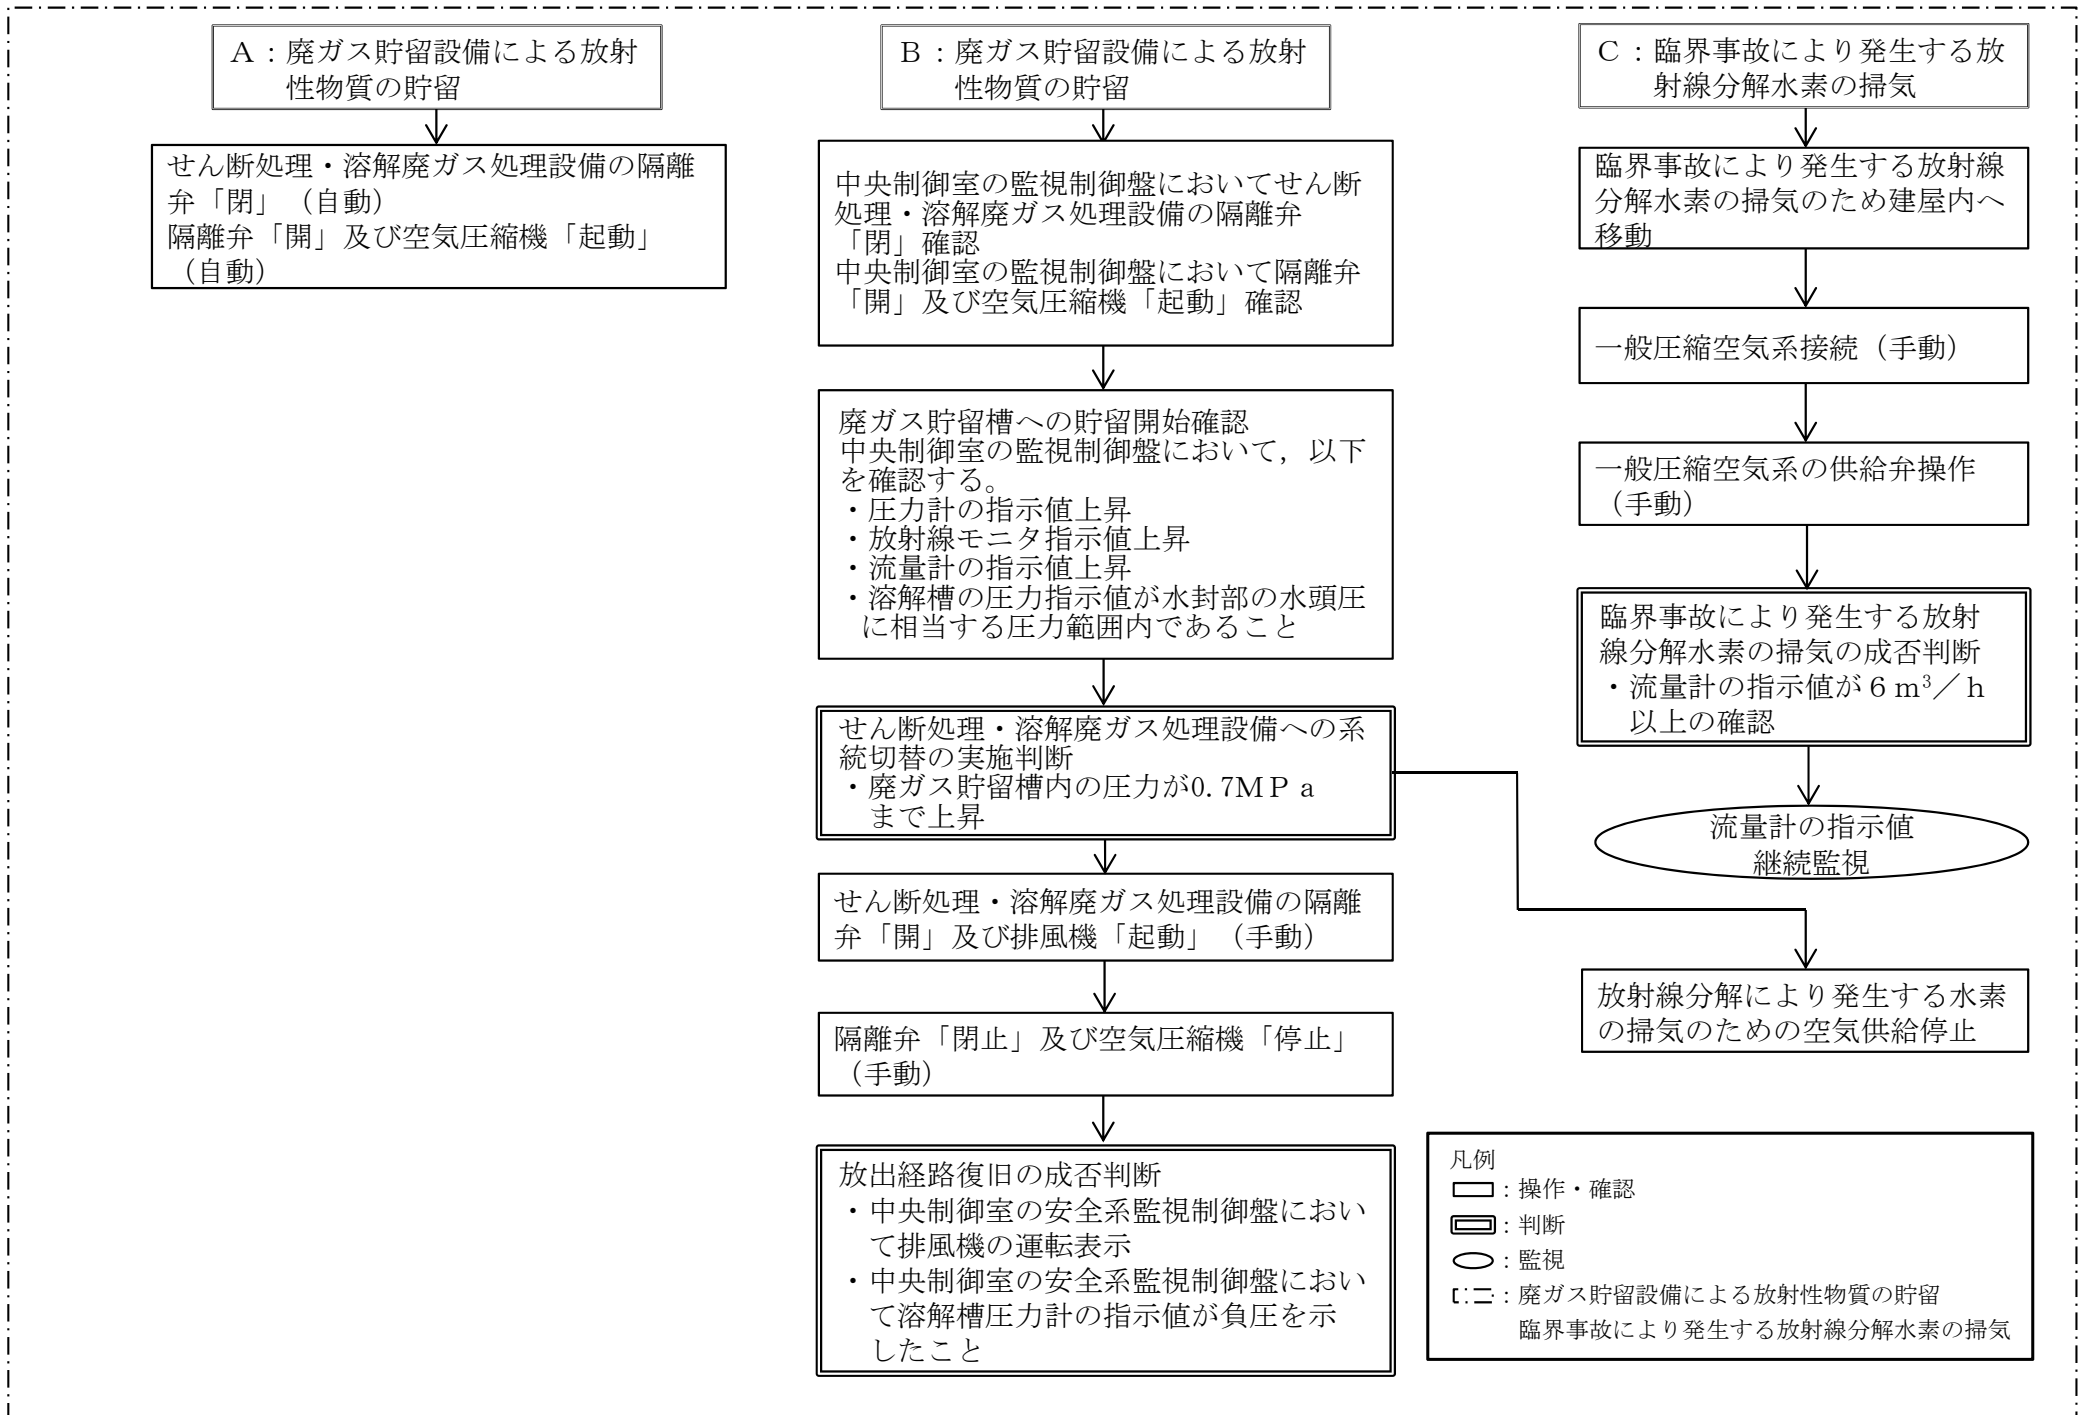 Ａ：廃ガス貯留設備による放射
性物質の貯留
せん断処理・溶解廃ガス処理設備の隔離
弁「閉」（自動）
隔離弁「開」及び空気圧縮機「起動」
（自動）
Ｂ：廃ガス貯留設備による放射
性物質の貯留
中央制御室の監視制御盤においてせん断
処理・溶解廃ガス処理設備の隔離弁
「閉」確認
中央制御室の監視制御盤において隔離弁
「開」及び空気圧縮機「起動」確認
廃ガス貯留槽への貯留開始確認
中央制御室の監視制御盤において，以下
を確認する。
・圧力計の指示値上昇
・放射線モニタ指示値上昇
・流量計の指示値上昇
・溶解槽の圧力指示値が水封部の水頭圧
に相当する圧力範囲内であること
せん断処理・溶解廃ガス処理設備への系
統切替の実施判断
・廃ガス貯留槽内の圧力が0.7ＭＰａ
まで上昇
せん断処理・溶解廃ガス処理設備の隔離
弁「開」及び排風機「起動」（手動）
隔離弁「閉止」及び空気圧縮機「停止」
（手動）
放出経路復旧の成否判断
・中央制御室の安全系監視制御盤におい
て排風機の運転表示
・中央制御室の安全系監視制御盤におい
て溶解槽圧力計の指示値が負圧を示
したこと
Ｃ：臨界事故により発生する放
射線分解水素の掃気
臨界事故により発生する放射線
分解水素の掃気のため建屋内へ
移動
一般圧縮空気系接続（手動）
一般圧縮空気系の供給弁操作
（手動）
臨界事故により発生する放射
線分解水素の掃気の成否判断
・流量計の指示値が６ｍ³／ｈ
以上の確認
流量計の指示値
継続監視
放射線分解により発生する水素
の掃気のための空気供給停止
凡例
：操作・確認
：判断
：監視
：廃ガス貯留設備による放射性物質の貯留
臨界事故により発生する放射線分解水素の掃気